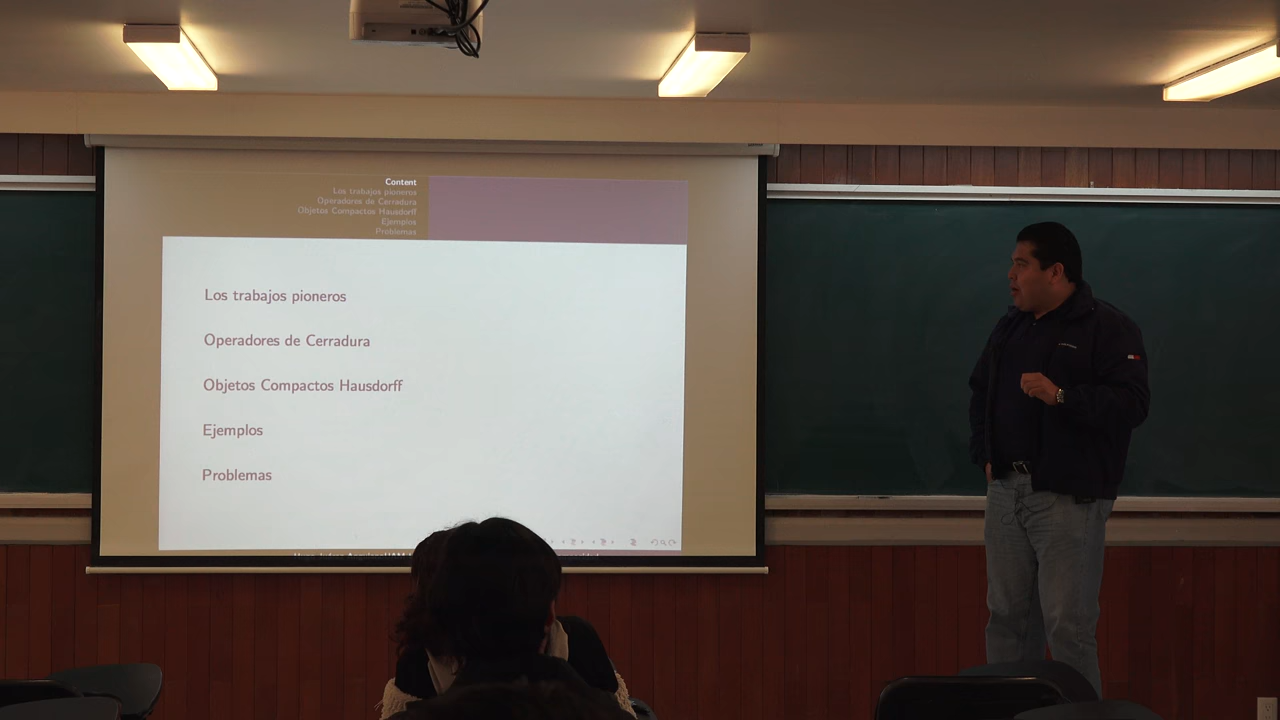 Content
Los trabajos pioneros
Operadores de Cerradura
Objetos Compactos Hausdorff
Ejemplos
Problemas
Los trabajos pioneros
Operadores de Cerradura
Objetos Compactos Hausdorff
Ejemplos
Problemas